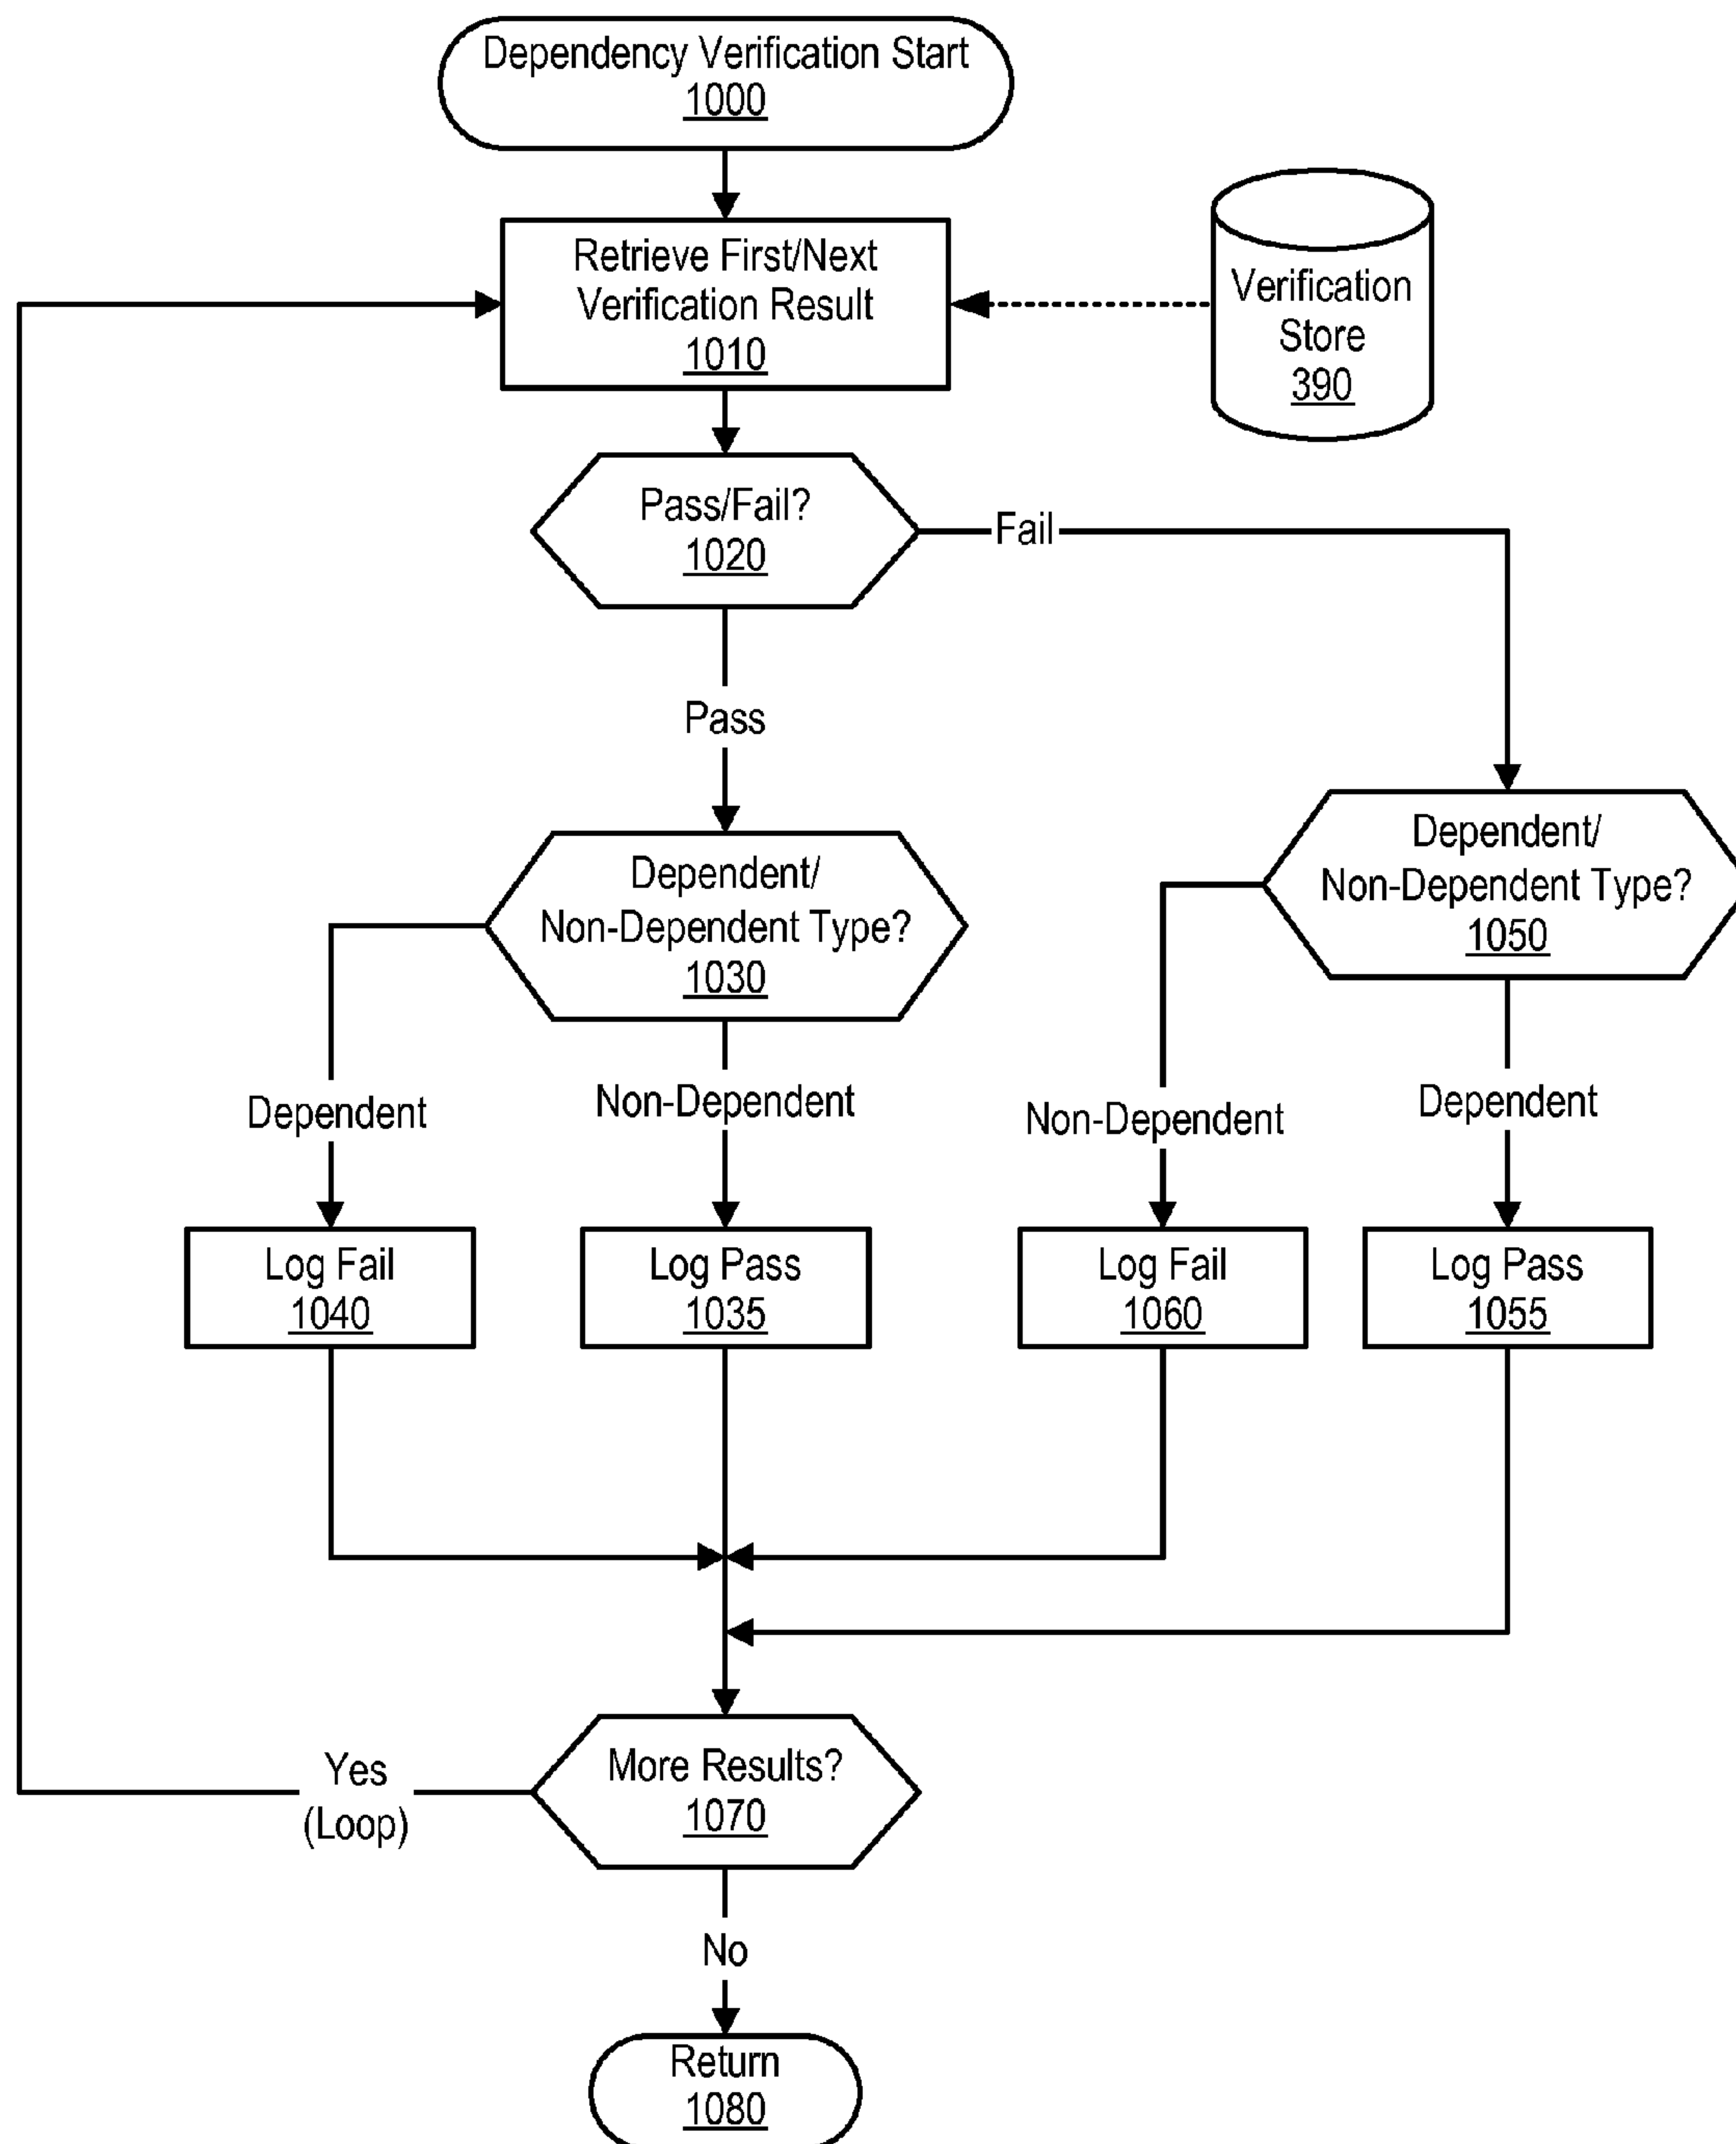 Dependency Verification Start
1000
Retrieve First/Next
Verification Result
1010
Verification
Store
390
Pass/Fail?
1020
Fail
Pass
Dependent/
Non-Dependent Type?
1030
Dependent/
Non-Dependent Type?
1050
Dependent
Non-Dependent
Non-Dependent
Dependent
Log Fail
1040
Log Pass
1035
Log Fail
1060
Log Pass
1055
More Results?
1070
Yes
(Loop)
No
Return
1080